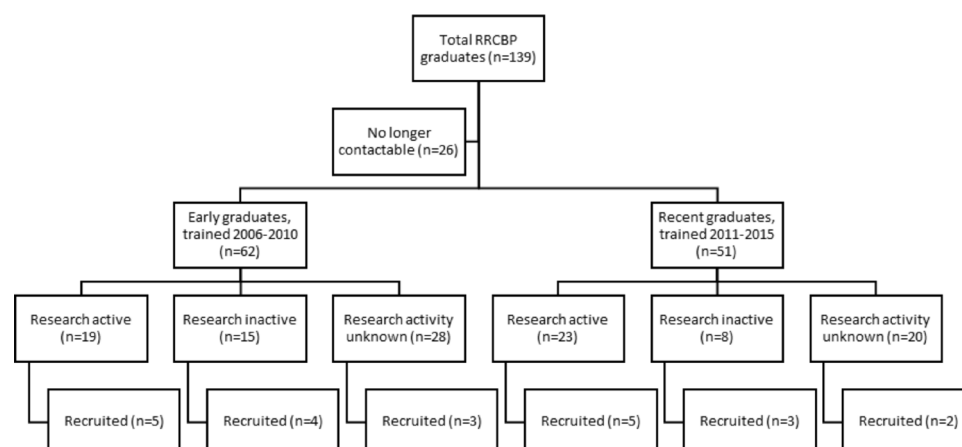 Total RRCBP
graduates (n=139)
No longer
contactable (n=26)
Early graduates,
trained 2006-2010
(n=62)
Recent graduates,
trained 2011-2015
(n=51)
Research active
(n=19)
Research inactive
(n=15)
Research activity
unknown (n=28)
Research active
(n=23)
Research inactive
(n=8)
Research activity
unknown (n=20)
Recruited (n=5)
Recruited (n=4)
Recruited (n=3)
Recruited (n=5)
Recruited (n=3)
Recruited (n=2)